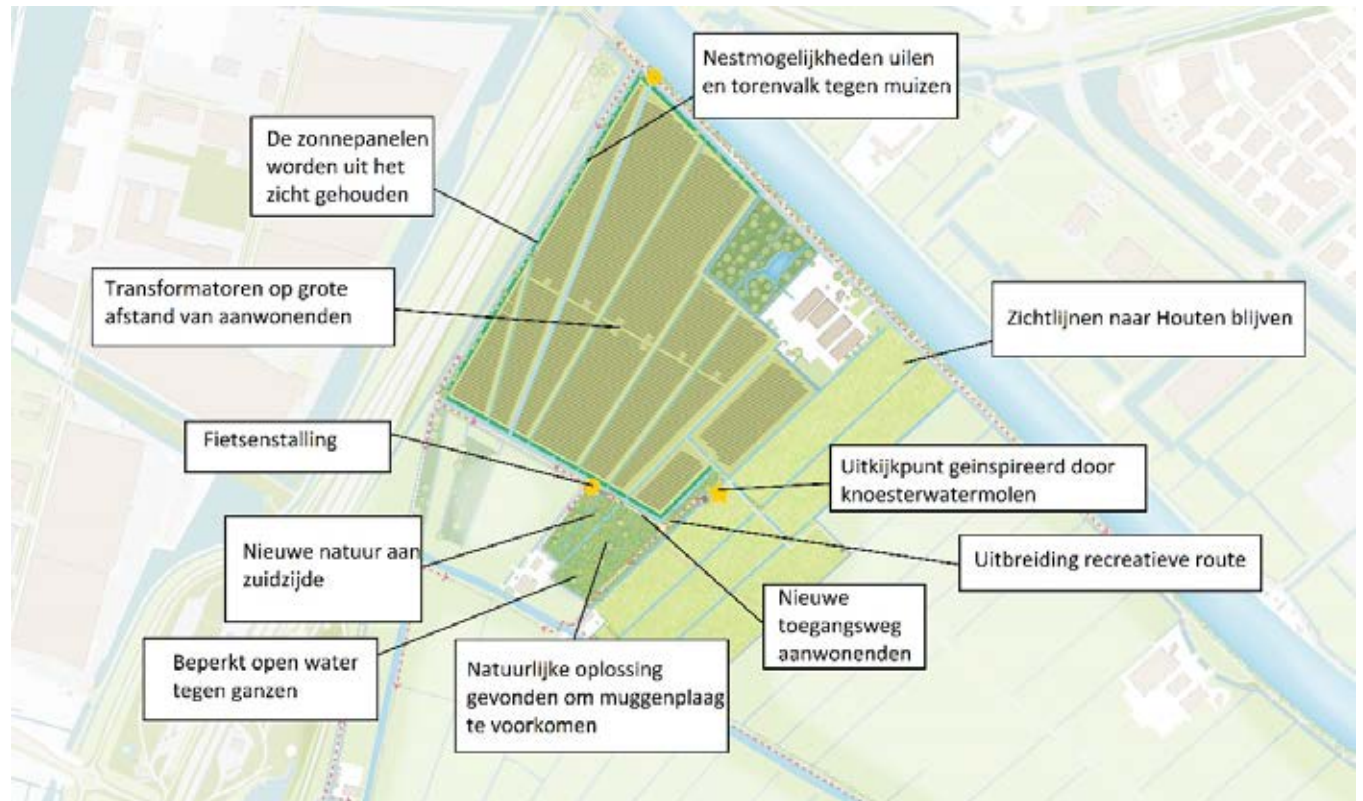 Nestmogelijkheden uilen
en torenvalk tegen muizen
De zonnepanelen
worden uit het
zicht gehouden
Transformatoren op grote
afstand van aanwonenden
Zichtlijnen naar Houten blijven
Fietsenstalling
Uitkijkpunt geinspireerd door
knoesterwatermolen
Nieuwe natuur aan
zuidzijde
Uitbreiding recreatieve route
Nieuwe
toegangsweg
aanwonenden
Beperkt open water
tegen ganzen
Natuurlijke oplossing
gevonden om muggenplaag
te voorkomen